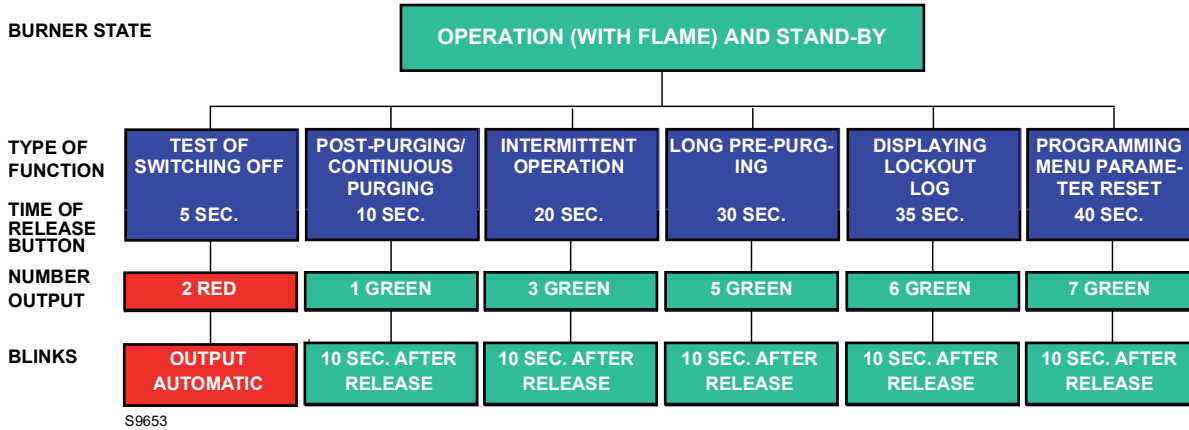 BURNER STATE
OPERATION (WITH FLAME) AND STAND-BY
TYPE OF
FUNCTION
TEST OF
SWITCHING OFF
POST-PURGING/
CONTINUOUS
PURGING
INTERMITTENT
OPERATION
LONG PRE-PURG-
ING
DISPLAYING
LOCKOUT
LOG
PROGRAMMING
MENU PARAME-
TER RESET
TIME OF
RELEASE
BUTTON
5 SEC.
10 SEC.
20 SEC.
30 SEC.
35 SEC.
40 SEC.
NUMBER
OUTPUT
2 RED
1 GREEN
3 GREEN
5 GREEN
6 GREEN
7 GREEN
BLINKS
OUTPUT
AUTOMATIC
10 SEC. AFTER
RELEASE
10 SEC. AFTER
RELEASE
10 SEC. AFTER
RELEASE
10 SEC. AFTER
RELEASE
10 SEC. AFTER
RELEASE
S9653